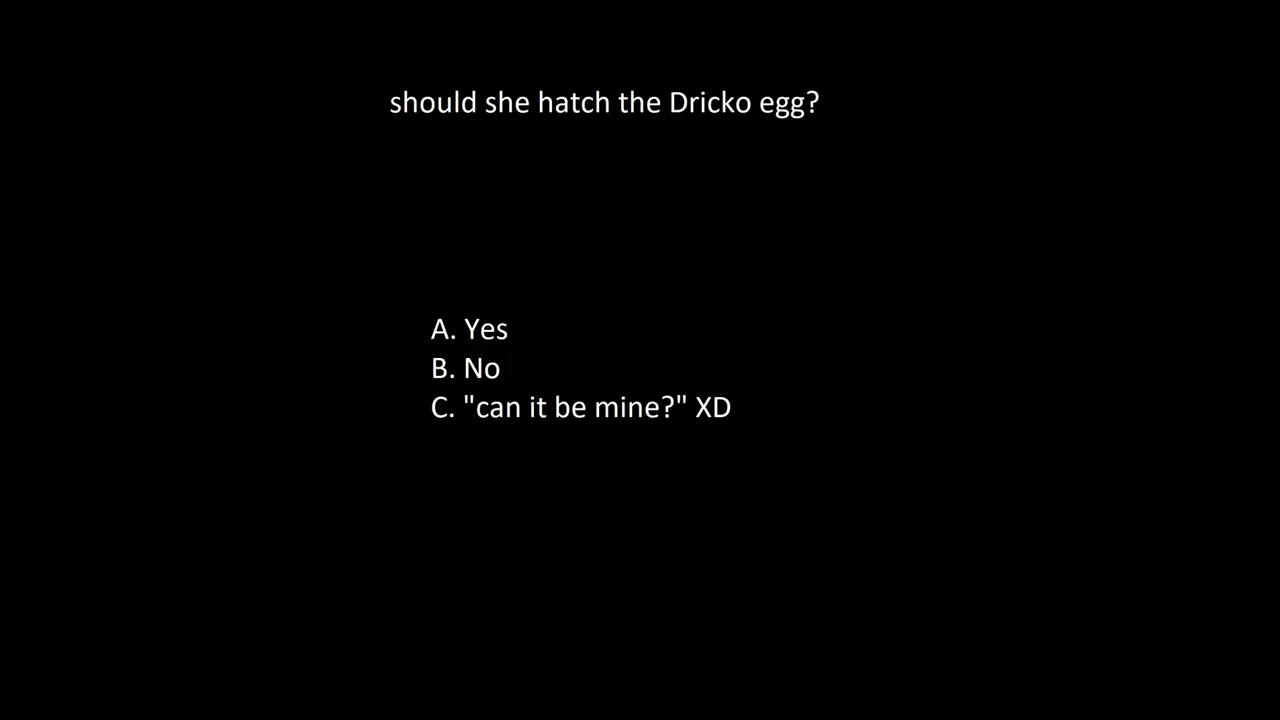 should she hatch the Dricko egg?
A. Yes
B. No
C. "can it be mine?" XD